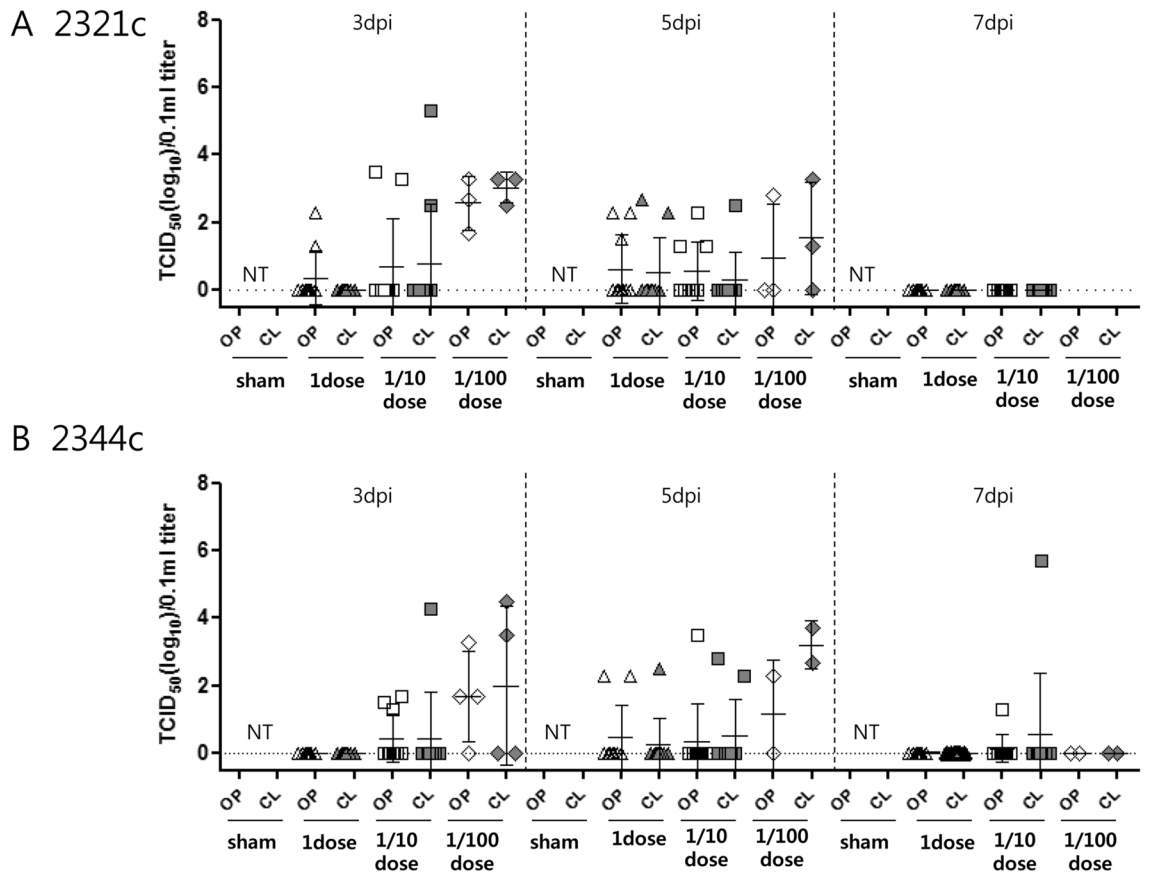 A 2321c
3dpi 5dpi 7dpi
TCID50(log10)/0.1ml titer
8
6
4
2
0
NT NT NT
OP CL OP CL OP CL OP CL OP CL OP CL OP CL OP CL OP CL OP CL OP CL OP CL
sham 1dose 1/10 dose 1/100 dose sham 1dose 1/10 dose 1/100 dose sham 1dose 1/10 dose 1/100 dose
B 2344c
3dpi 5dpi 7dpi
TCID50(log10)/0.1ml titer
8
6
4
2
0
NT NT NT
OP CL OP CL OP CL OP CL OP CL OP CL OP CL OP CL OP CL OP CL OP CL OP CL
sham 1dose 1/10 dose 1/100 dose sham 1dose 1/10 dose 1/100 dose sham 1dose 1/10 dose 1/100 dose